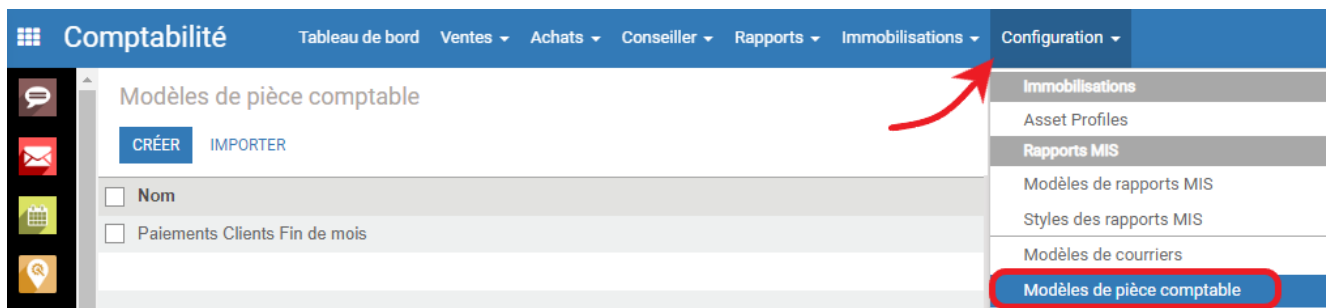 Comptabilité Tableau de bord Ventes Achats Conseiller Rapports Immobilisations Configuration
Modèles de pièce comptable
CRÉER IMPORTER
Nom
Paiements Clients Fin de mois
Immobilisations
Asset Profiles
Rapports MIS
Modèles de rapports MIS
Styles des rapports MIS
Modèles de courriers
Modèles de pièce comptable